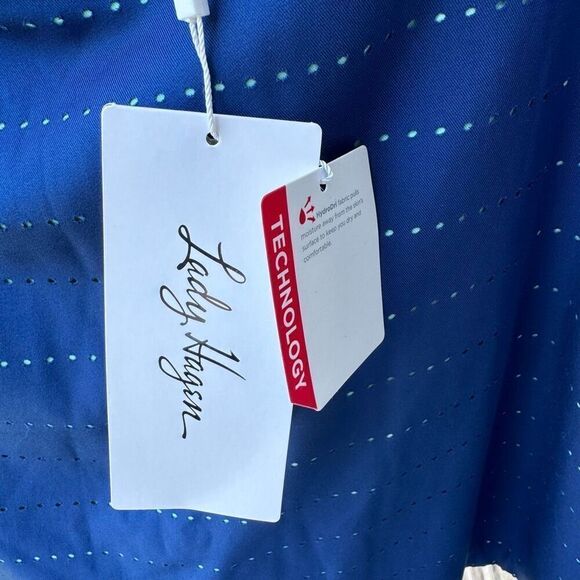 Lady Hagen
TECHNOLOGY
HydroDri fabric pulls
moisture away from the skin's
surface to keep you dry and
comfortable.